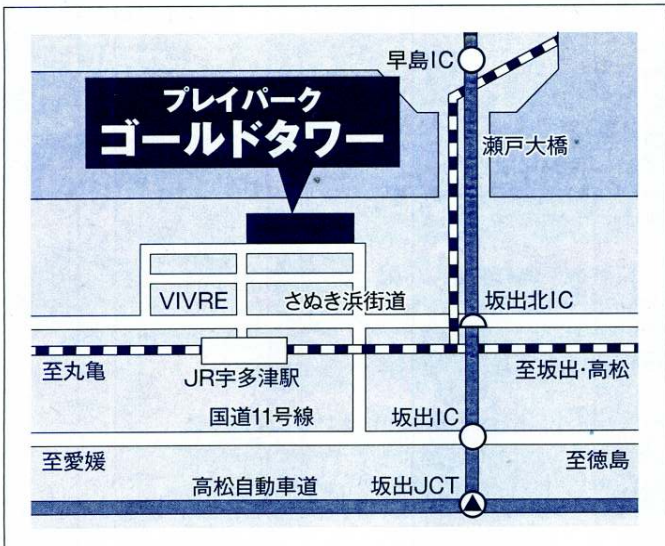 早島IC
プレイパーク
ゴールドタワー
瀬戸大橋
VIVRE
さぬき浜街道
坂出北IC
至丸亀
JR宇多津駅
至坂出・高松
国道11号線
坂出IC
至愛媛
至徳島
高松自動車道
坂出JCT